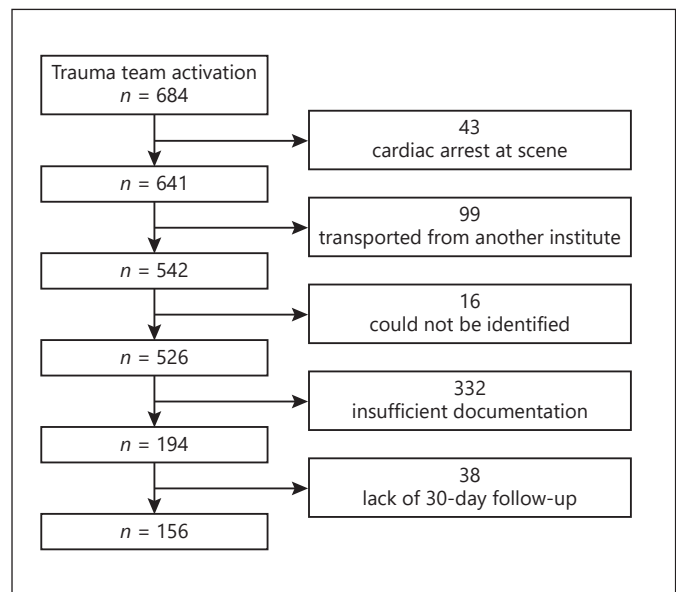 Trauma team activation
n = 684
43
cardiac arrest at scene
n = 641
99
transported from another institute
n = 542
16
could not be identified
n = 526
332
insufficient documentation
n = 194
38
lack of 30-day follow-up
n = 156